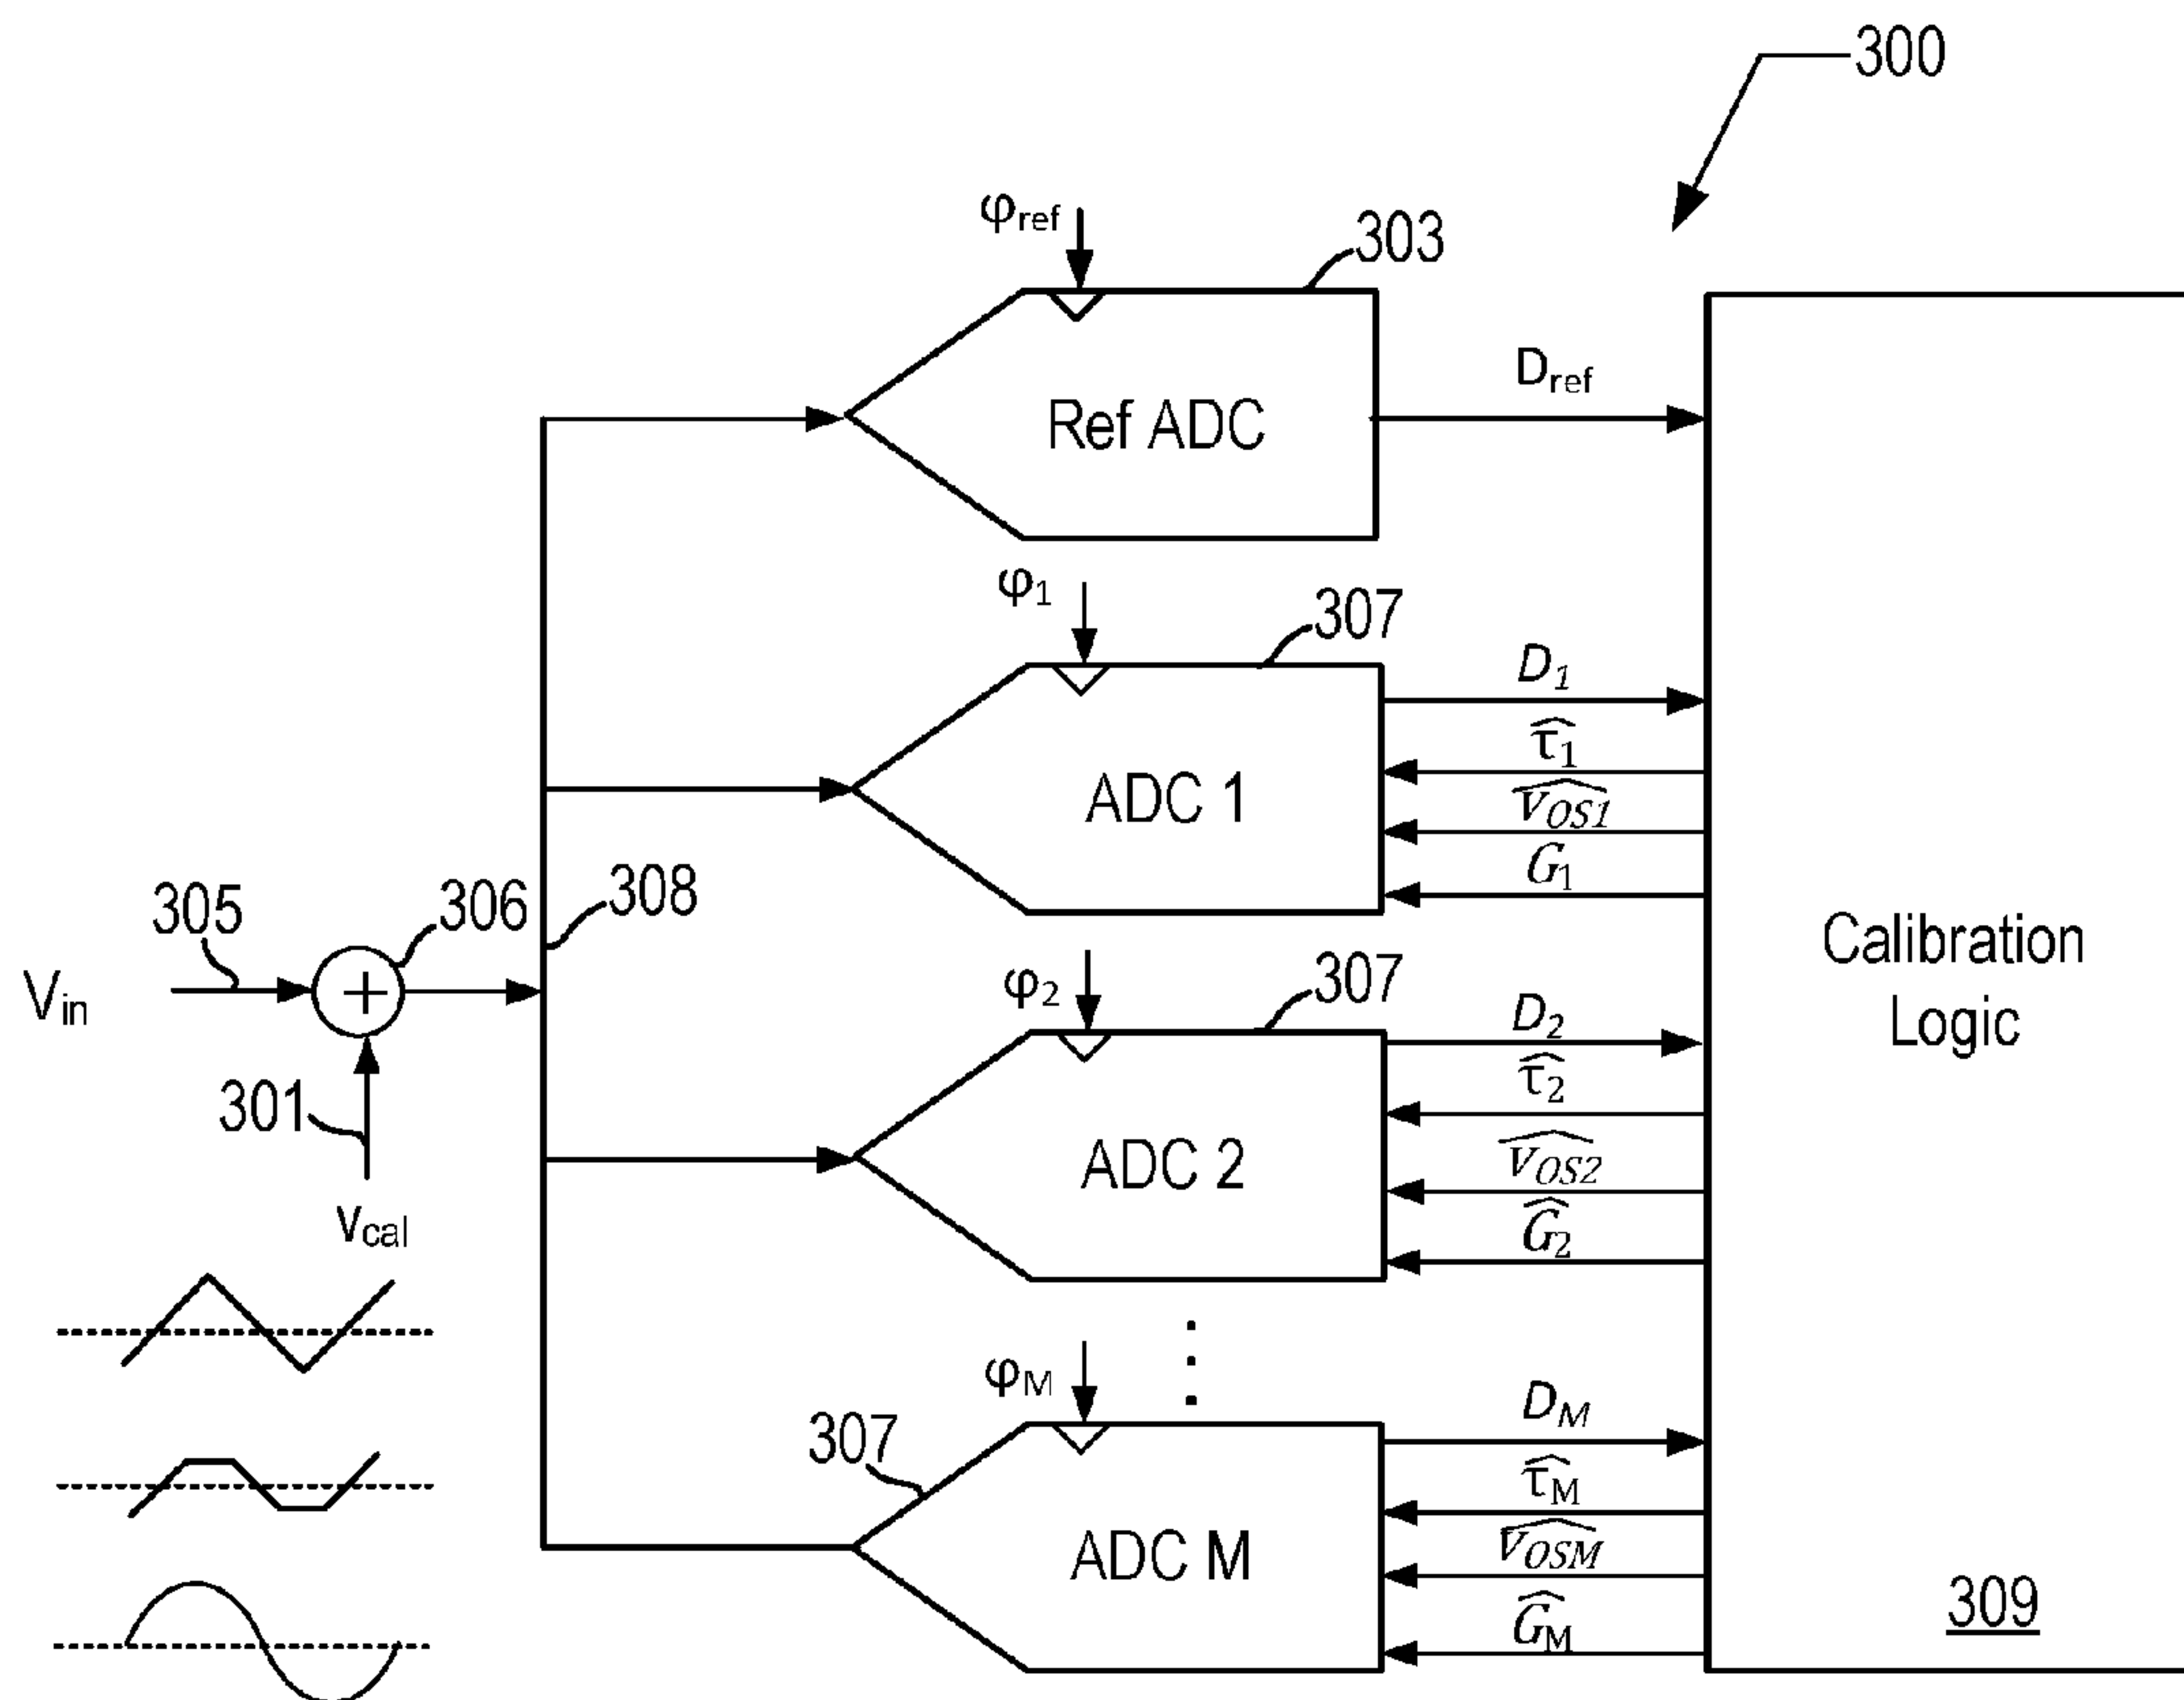 300
φref
303
Ref ADC
Dref
φ1
307
ADC 1
D1
τ̂1
v̂OS1
G1
305
306
308
Vin
+
301
vcal
φ2
307
ADC 2
D2
τ̂2
v̂OS2
Ĝ2
Calibration
Logic
φM
307
ADC M
DM
τ̂M
v̂OSM
ĜM
309